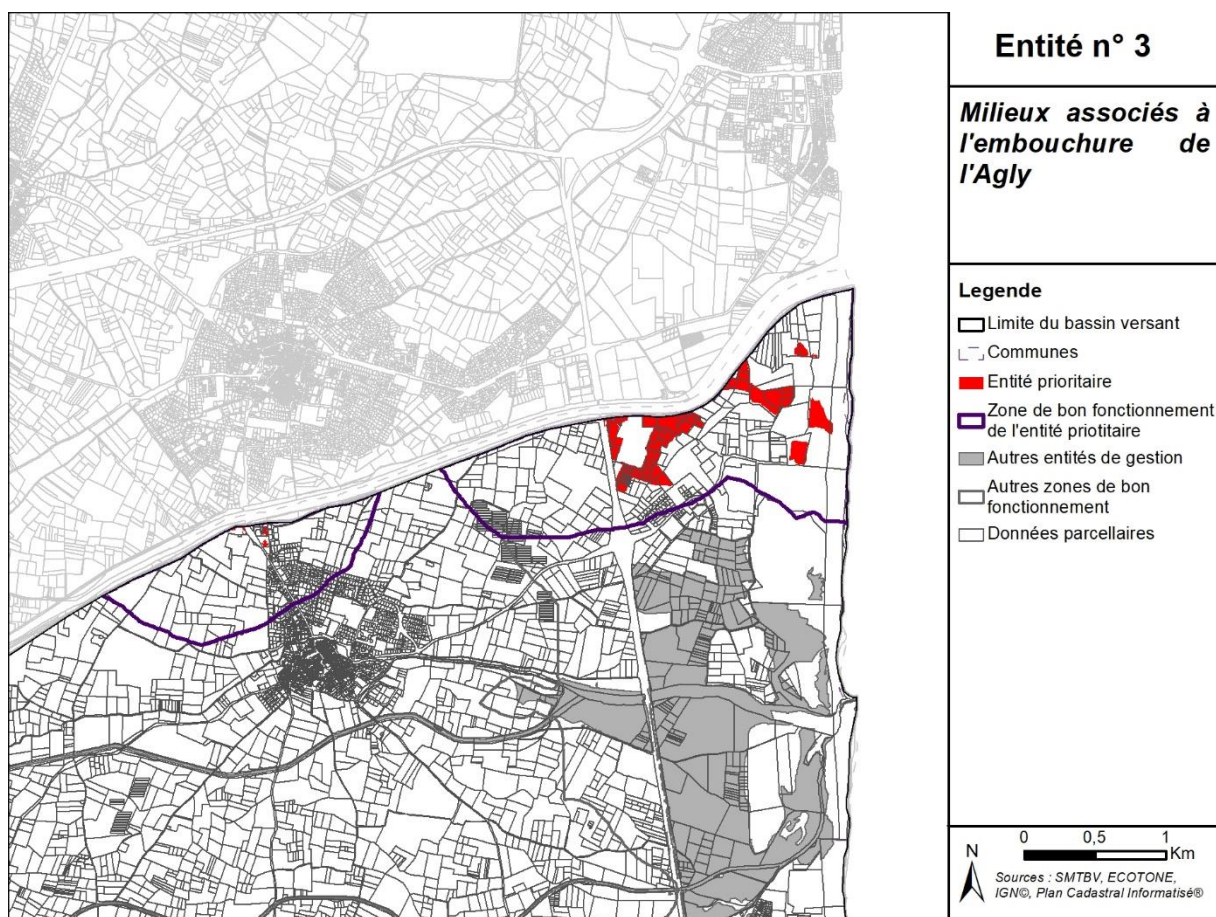 Entité n° 3
Milieux associés à
l'embouchure de
l'Agly
Legende
Limite du bassin versant
Communes
Entité prioritaire
Zone de bon fonctionnement
de l'entité priotitaire
Autres entités de gestion
Autres zones de bon
fonctionnement
Données parcellaires
N
0 0,5 1
Km
Sources : SMTBV, ECOTONE,
IGN©, Plan Cadastral Informatisé®